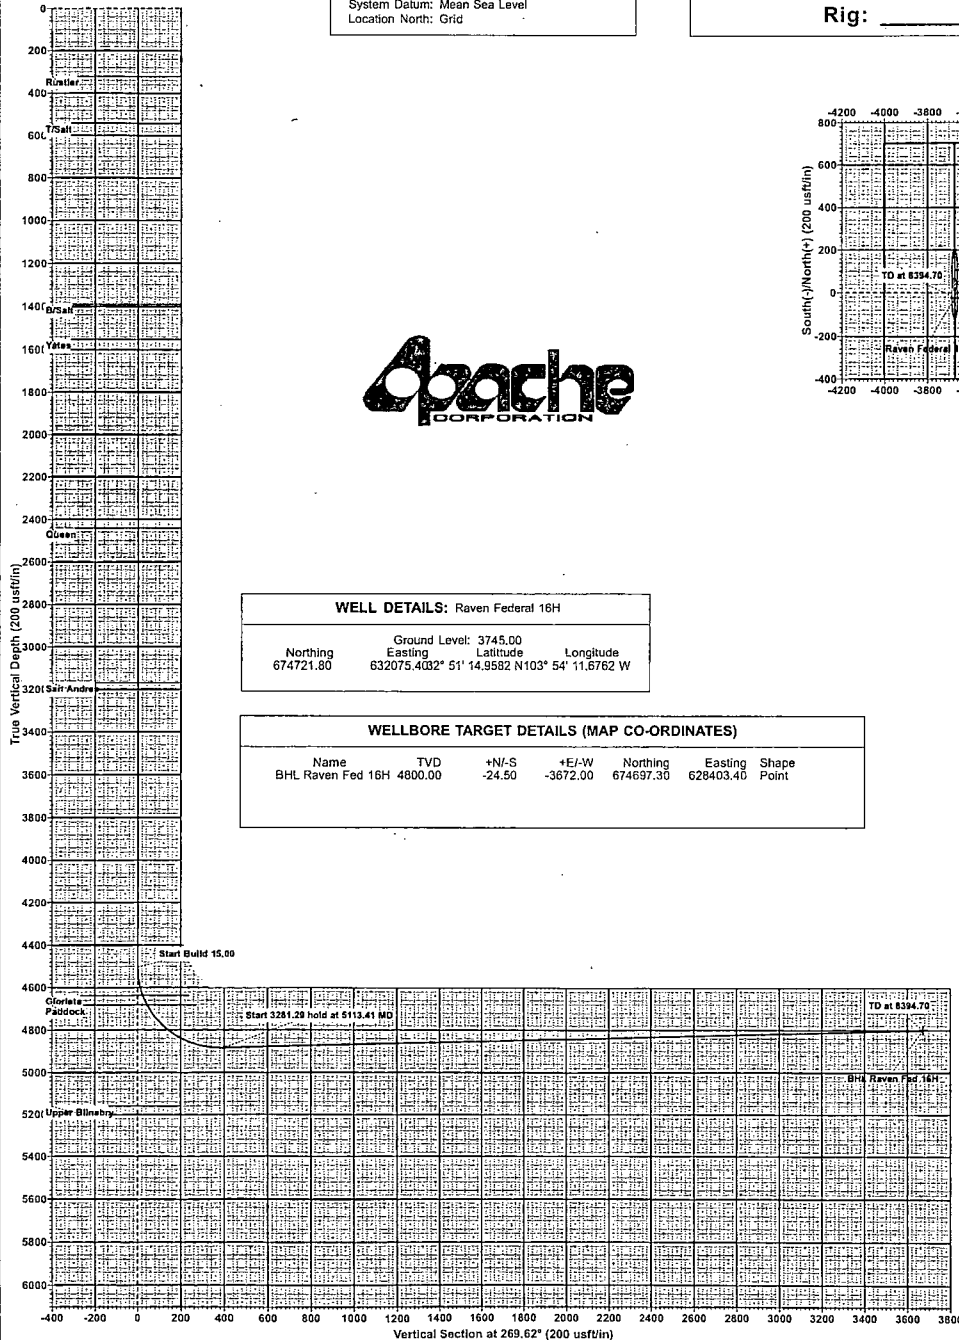 System Datum: Mean Sea Level
Location North: Grid
Rig:
-4200 -4000 -3800
800
600
400
200
0
-200
-400
South(-)/North(+) (200 usft/in)
TD at 8394.70
Raven Federal
-4200 -4000 -3800
Apache
CORPORATION
True Vertical Depth (200 usft/in)
0
200
Rustler
400
T/Salt
600
800
1000
1200
1400
B/Salt
Yates
1600
1800
2000
2200
2400
Queen
2600
2800
3000
3200
San Andres
3400
3600
3800
4000
4200
4400
4600
Glorieta
Paddock
4800
5000
5200
Upper Blinebry
5400
5600
5800
6000
WELL DETAILS: Raven Federal 16H
Ground Level: 3745.00
Northing Easting Latittude Longitude
674721.80 632075.4032° 51' 14.9582 N103° 54' 11.6762 W
WELLBORE TARGET DETAILS (MAP CO-ORDINATES)
Name TVD +N/-S +E/-W Northing Easting Shape
BHL Raven Fed 16H 4800.00 -24.50 -3672.00 674697.30 628403.40 Point
Start Build 15.00
Start 3281.29 hold at 5113.41 MD
TD at 8394.70
BHL Raven Fed 16H
-400 -200 0 200 400 600 800 1000 1200 1400 1600 1800 2000 2200 2400 2600 2800 3000 3200 3400 3600 3800
Vertical Section at 269.62° (200 usft/in)